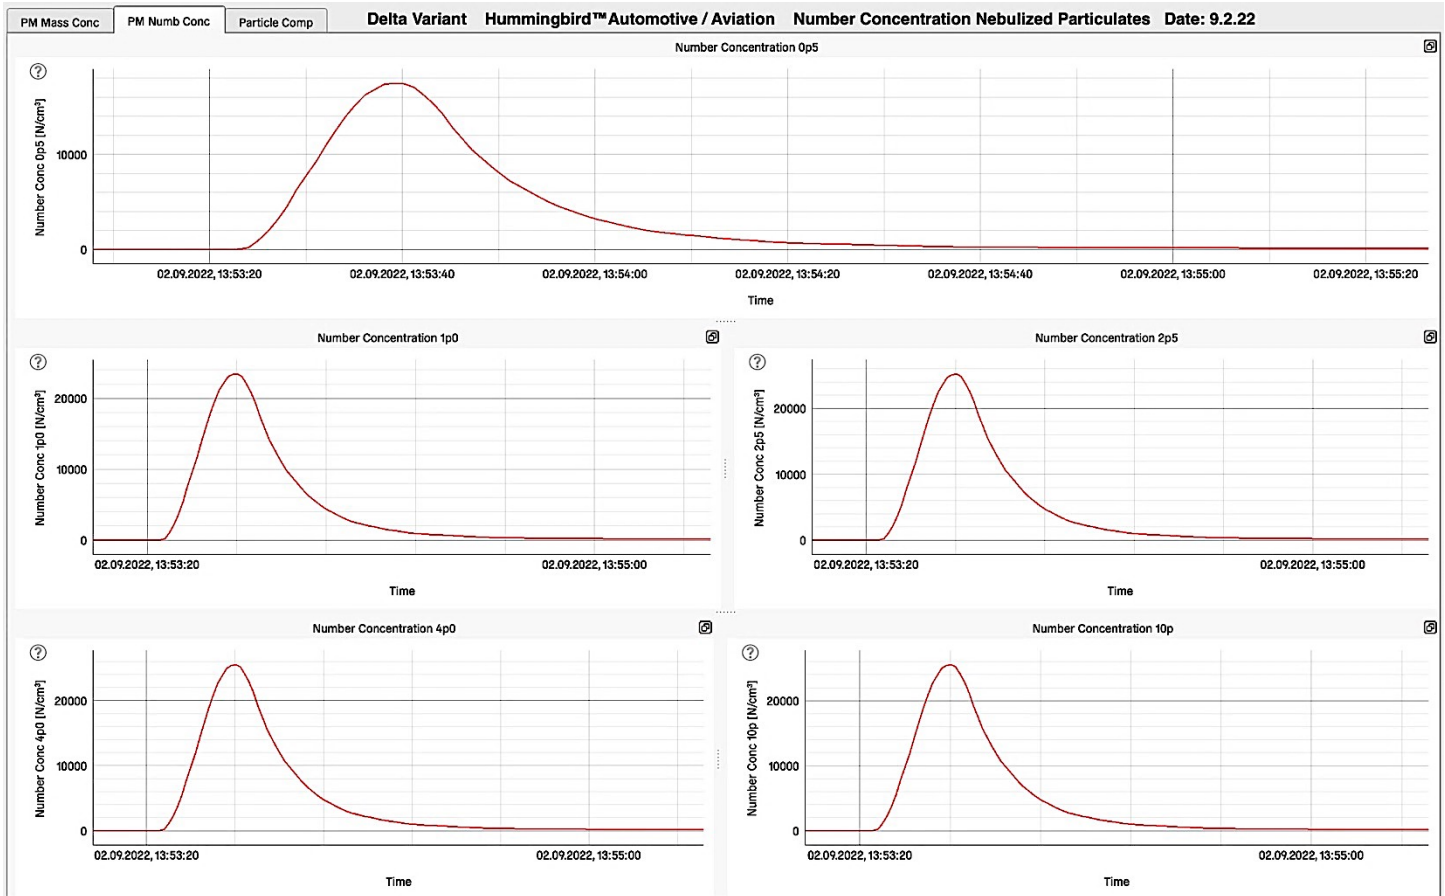 PM Mass Conc PM Numb Conc Particle Comp Delta Variant Hummingbird™ Automotive / Aviation Number Concentration Nebulized Particulates Date: 9.2.22
Number Concentration 0p5
?
Number Conc 0p5 [N/cm³]
10000
0
02.09.2022, 13:53:20 02.09.2022, 13:53:40 02.09.2022, 13:54:00 02.09.2022, 13:54:20 02.09.2022, 13:54:40 02.09.2022, 13:55:00 02.09.2022, 13:55:20
Time
Number Concentration 1p0
?
Number Conc 1p0 [N/cm³]
20000
10000
0
02.09.2022, 13:53:20 02.09.2022, 13:55:00
Time
Number Concentration 2p5
?
Number Conc 2p5 [N/cm³]
20000
10000
0
02.09.2022, 13:53:20 02.09.2022, 13:55:00
Time
Number Concentration 4p0
?
Number Conc 4p0 [N/cm³]
20000
10000
0
02.09.2022, 13:53:20 02.09.2022, 13:55:00
Time
Number Concentration 10p
?
Number Conc 10p [N/cm³]
20000
10000
0
02.09.2022, 13:53:20 02.09.2022, 13:55:00
Time